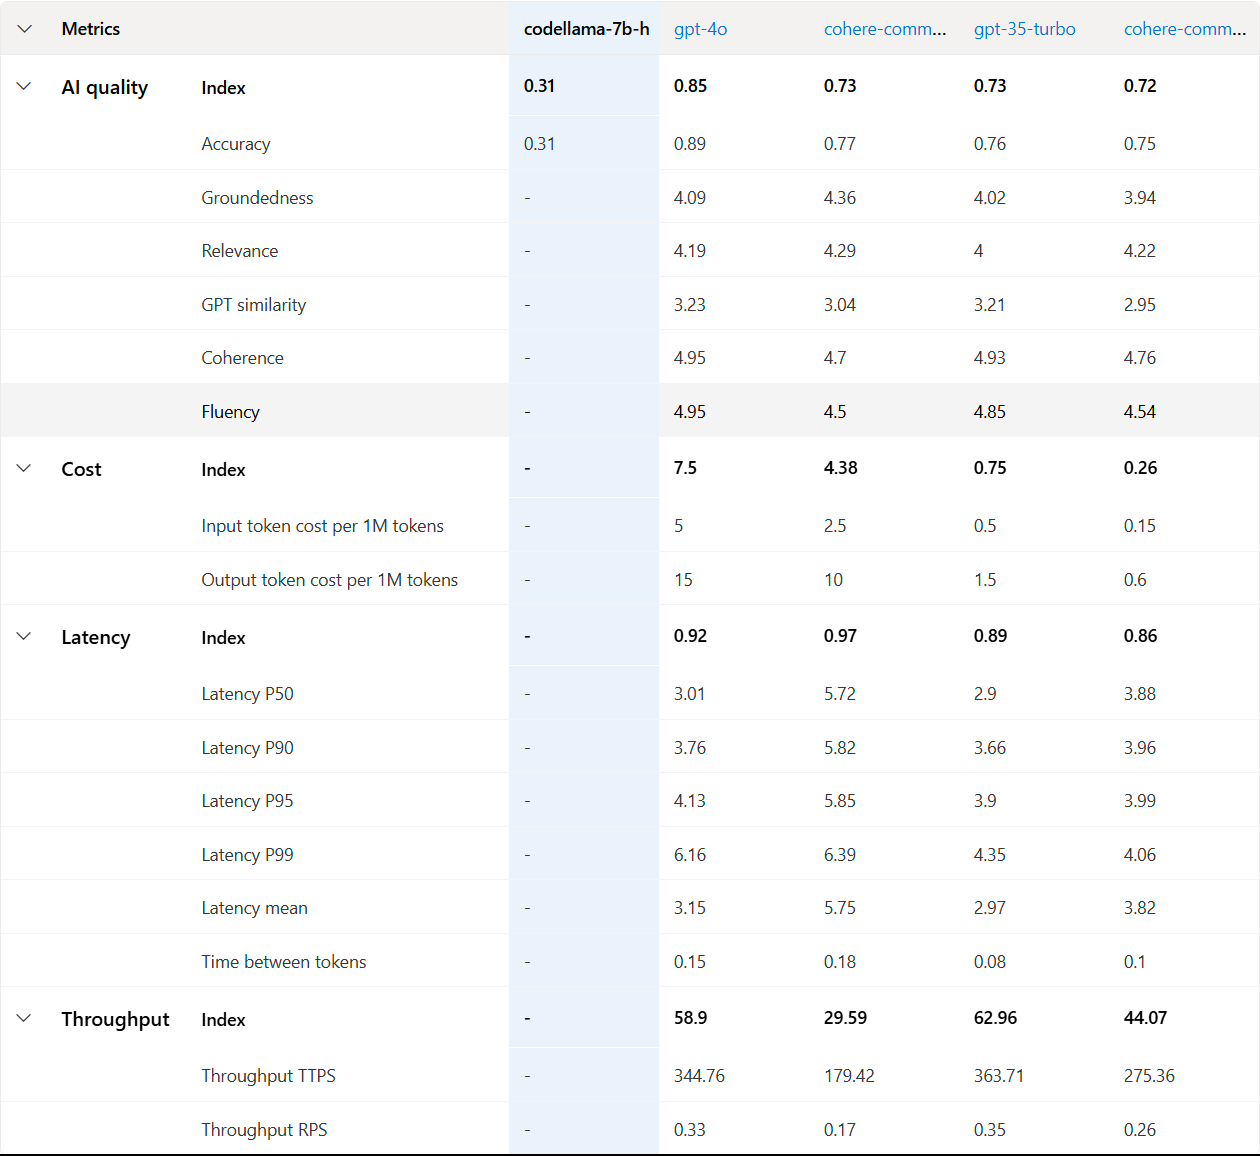 Metrics codellama-7b-h gpt-4o cohere-comm... gpt-35-turbo cohere-comm...
AI quality Index 0.31 0.85 0.73 0.73 0.72
Accuracy 0.31 0.89 0.77 0.76 0.75
Groundedness - 4.09 4.36 4.02 3.94
Relevance - 4.19 4.29 4 4.22
GPT similarity - 3.23 3.04 3.21 2.95
Coherence - 4.95 4.7 4.93 4.76
Fluency - 4.95 4.5 4.85 4.54
Cost Index - 7.5 4.38 0.75 0.26
Input token cost per 1M tokens - 5 2.5 0.5 0.15
Output token cost per 1M tokens - 15 10 1.5 0.6
Latency Index - 0.92 0.97 0.89 0.86
Latency P50 - 3.01 5.72 2.9 3.88
Latency P90 - 3.76 5.82 3.66 3.96
Latency P95 - 4.13 5.85 3.9 3.99
Latency P99 - 6.16 6.39 4.35 4.06
Latency mean - 3.15 5.75 2.97 3.82
Time between tokens - 0.15 0.18 0.08 0.1
Throughput Index - 58.9 29.59 62.96 44.07
Throughput TTPS - 344.76 179.42 363.71 275.36
Throughput RPS - 0.33 0.17 0.35 0.26